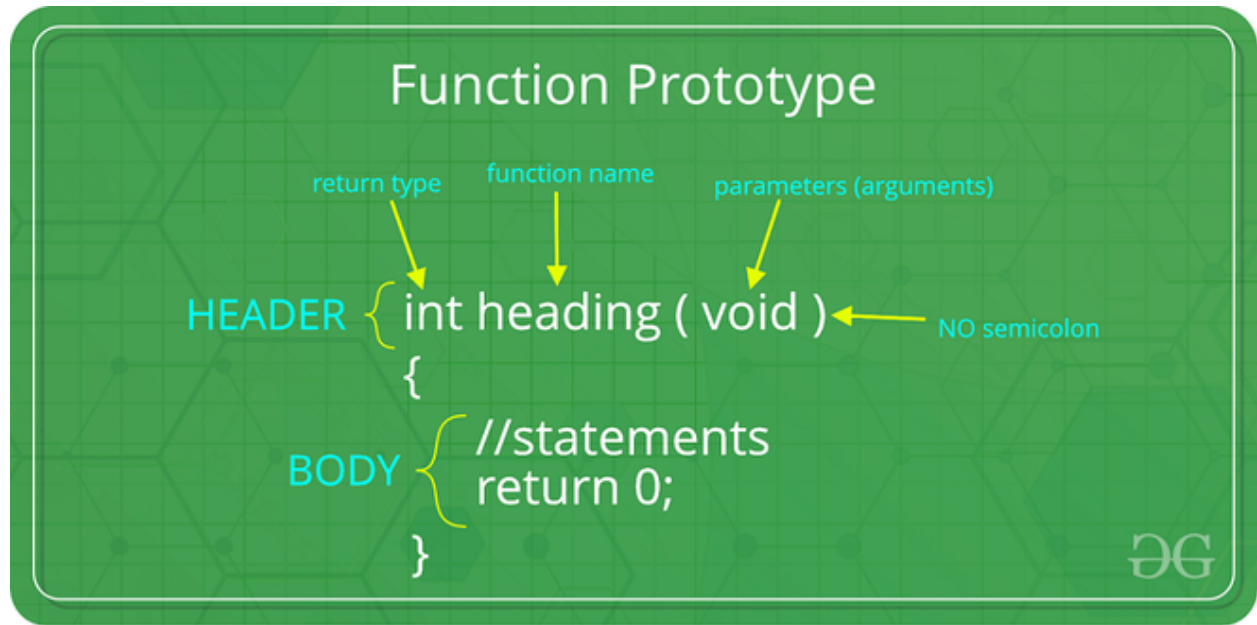 Function Prototype
return type
function name
parameters (arguments)
HEADER
int heading ( void )
NO semicolon
{
BODY
//statements
return 0;
}
GG